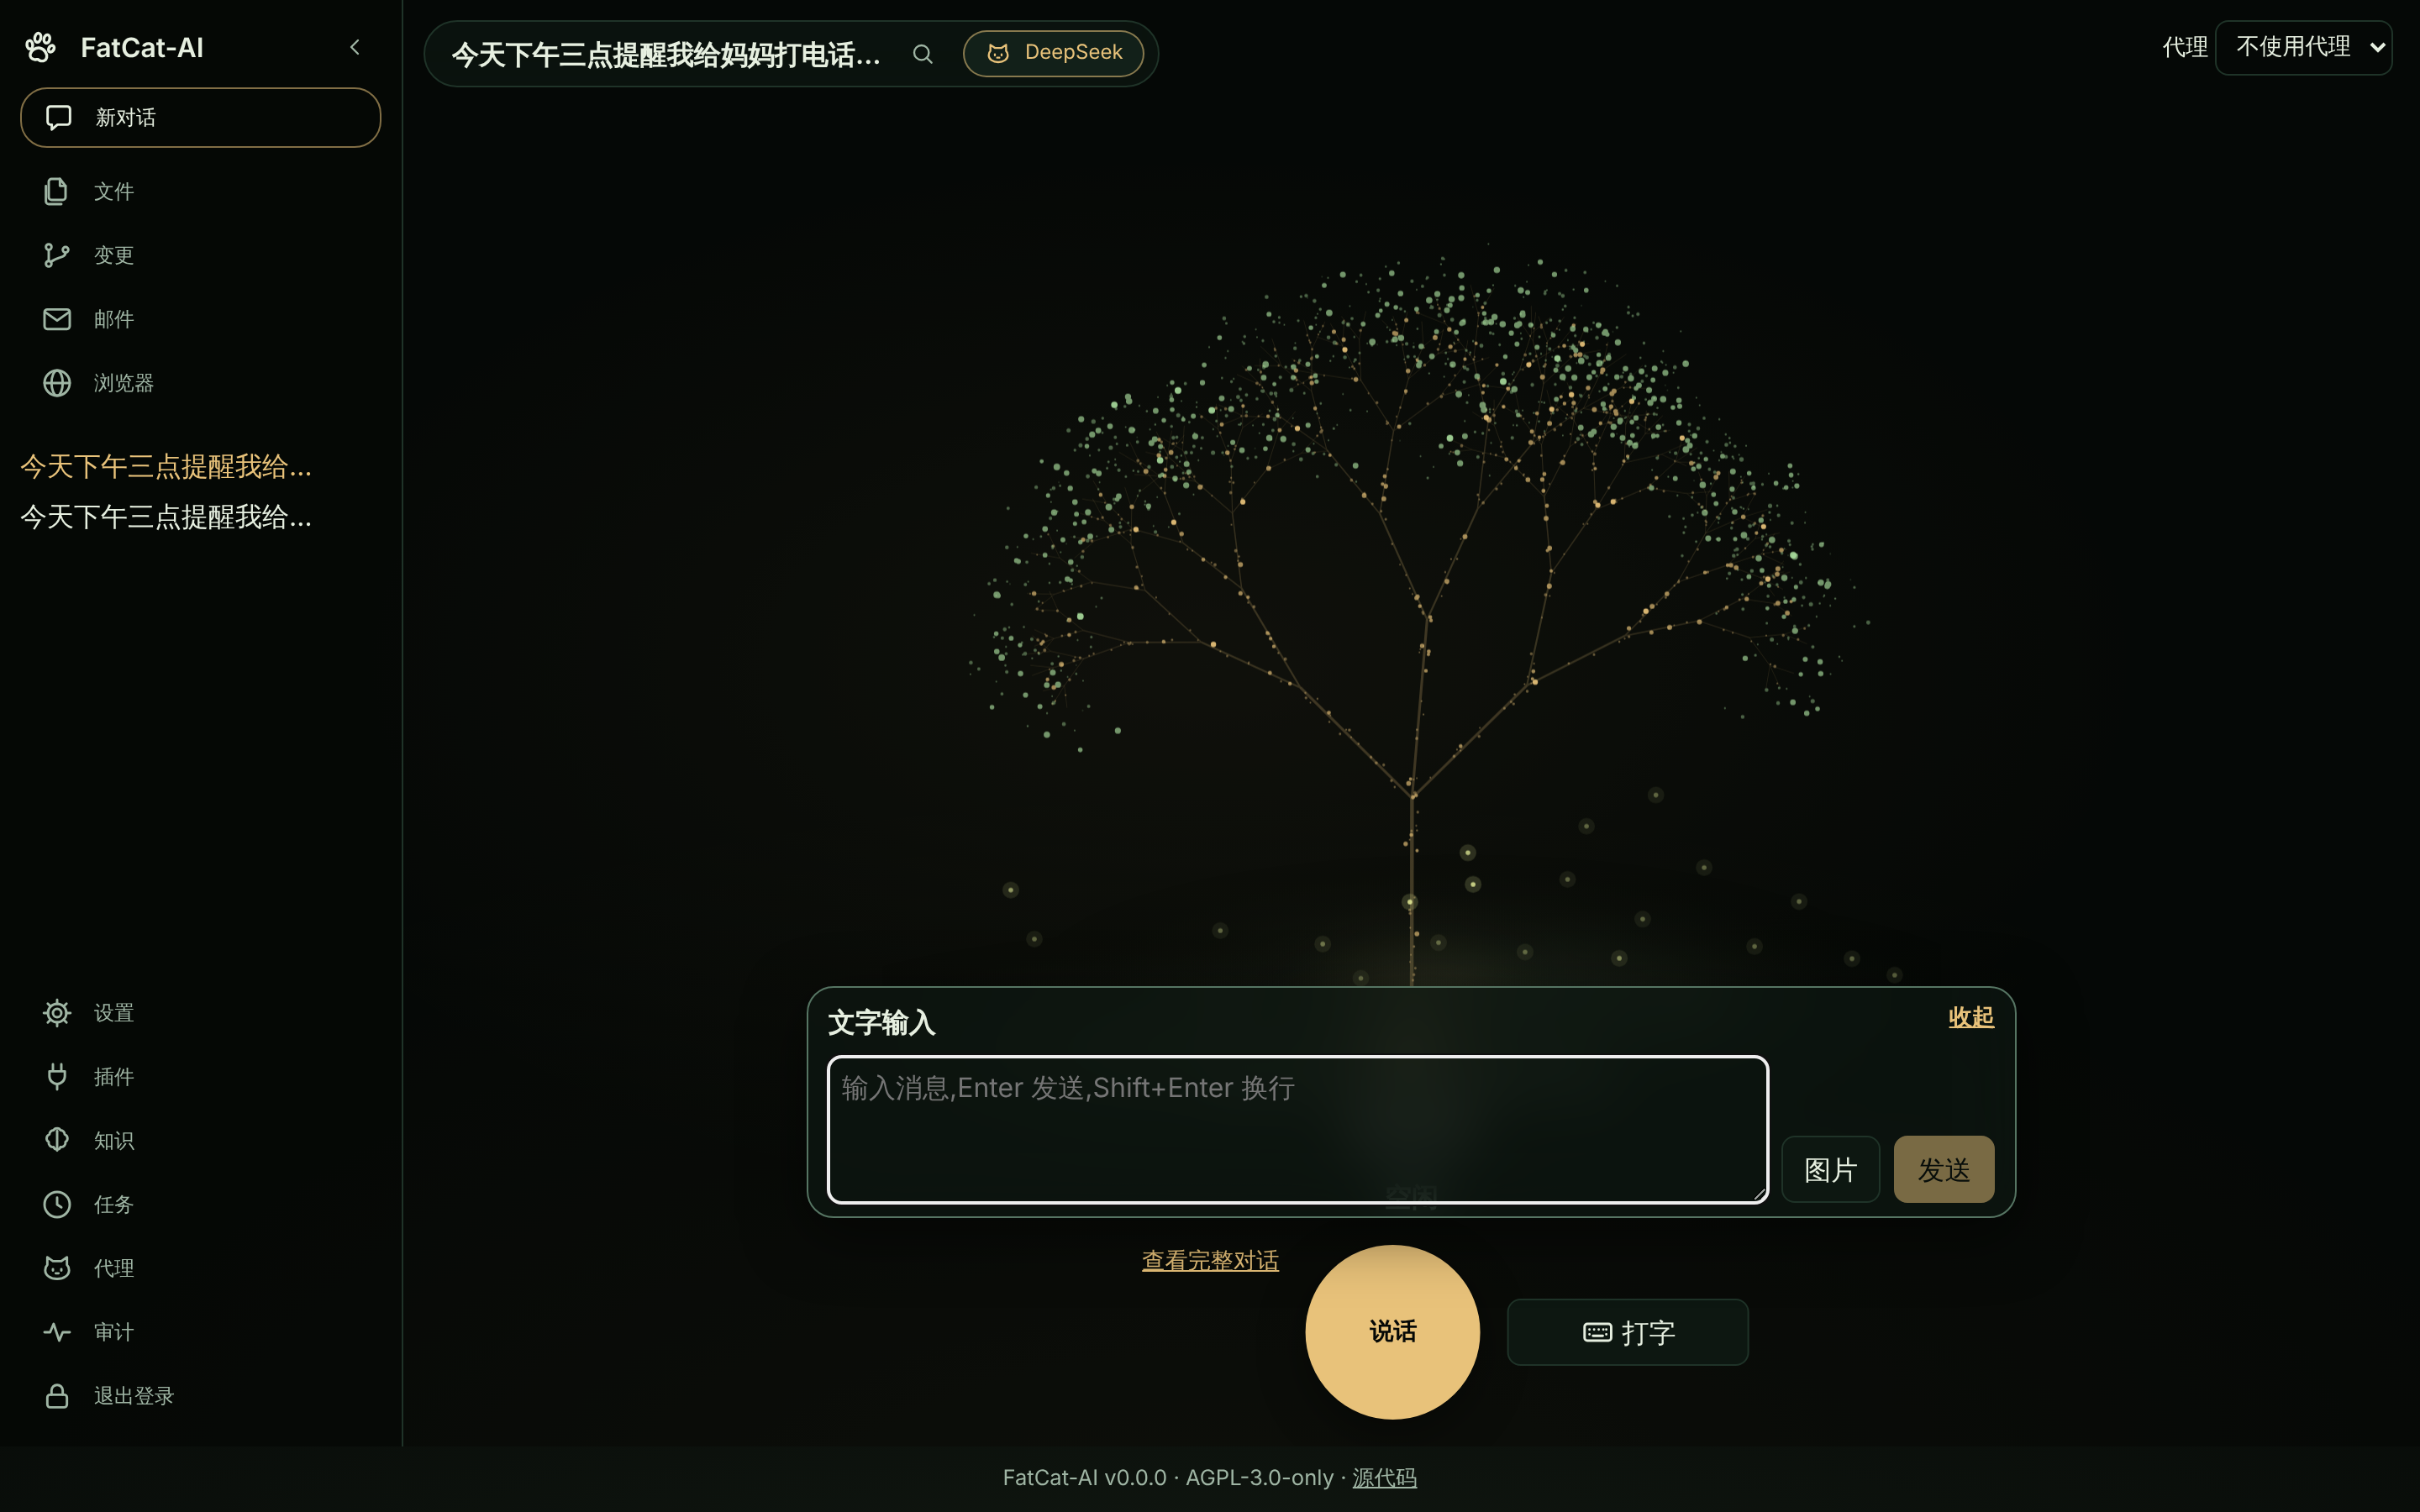 FatCat-AI
新对话
文件
变更
邮件
浏览器
今天下午三点提醒我给...
今天下午三点提醒我给...
设置
插件
知识
任务
代理
审计
退出登录
今天下午三点提醒我给妈妈打电话...
DeepSeek
代理 不使用代理
文字输入
收起
输入消息,Enter 发送,Shift+Enter 换行
空闲
图片
发送
查看完整对话
说话
打字
FatCat-AI v0.0.0 · AGPL-3.0-only · 源代码